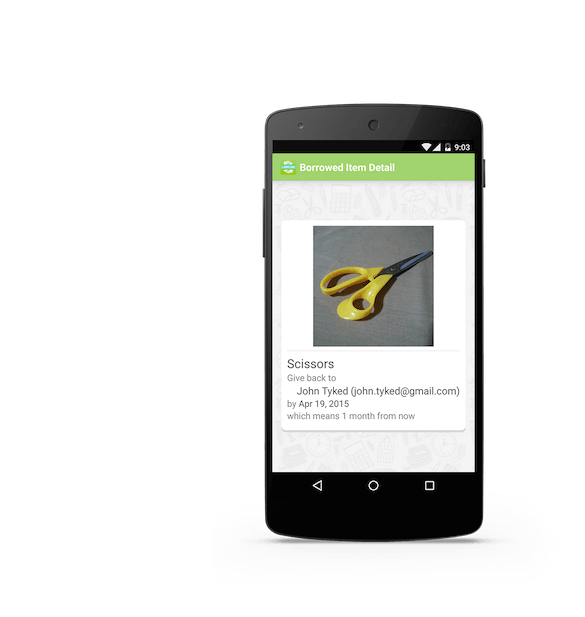 9:03
Borrowed Item Detail
Scissors
Give back to
John Tyked (john.tyked@gmail.com)
by Apr 19, 2015
which means 1 month from now